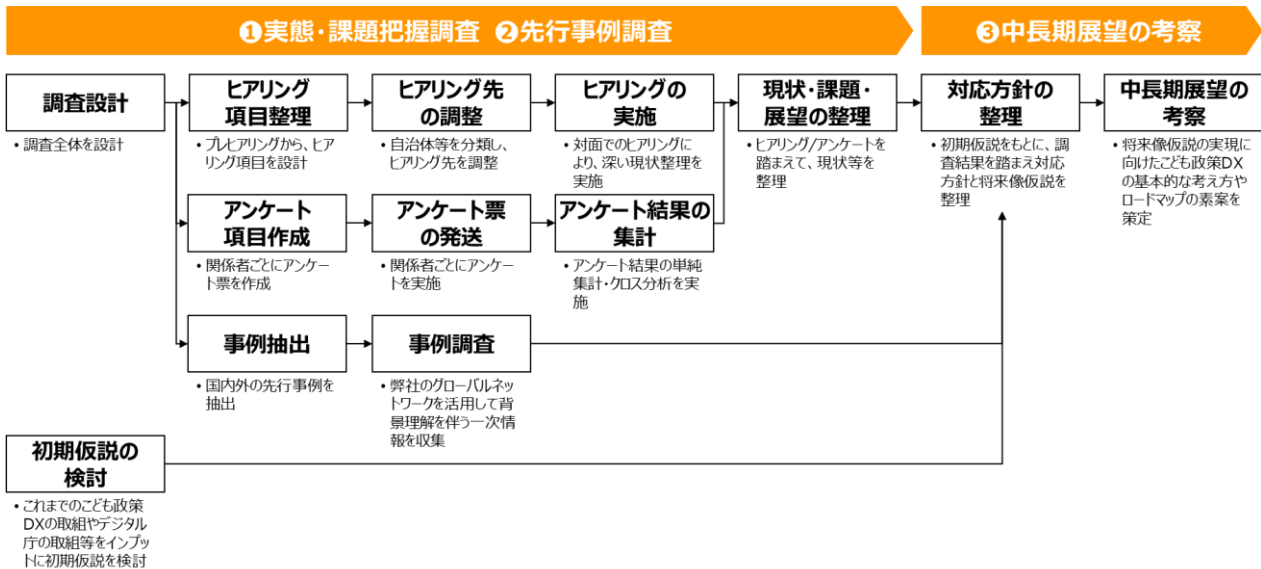 ❶実態・課題把握調査 ❷先行事例調査
❸中長期展望の考察
調査設計
• 調査全体を設計
ヒアリング
項目整理
• プレヒアリングから、ヒア
リング項目を設計
ヒアリング先
の調整
• 自治体等を分類し、
ヒアリング先を調整
ヒアリングの
実施
• 対面でのヒアリングに
より、深い現状整理を
実施
現状・課題・
展望の整理
• ヒアリング/アンケートを
踏まえて、現状等を
整理
対応方針の
整理
• 初期仮説をもとに、調
査結果を踏まえ対応
方針と将来像仮説を
整理
中長期展望の
考察
• 将来像仮説の実現に
向けたこども政策DX
の基本的な考え方や
ロードマップの素案を
策定
アンケート
項目作成
• 関係者ごとにアンケー
ト票を作成
アンケート票
の発送
• 関係者ごとにアンケー
トを実施
アンケート結果の
集計
• アンケート結果の単純
集計・クロス分析を実
施
事例抽出
• 国内外の先行事例を
抽出
事例調査
• 弊社のグローバルネッ
トワークを活用して背
景理解を伴う一次情
報を収集
初期仮説の
検討
• これまでのこども政策
DXの取組やデジタル
庁の取組等をインプッ
トに初期仮説を検討